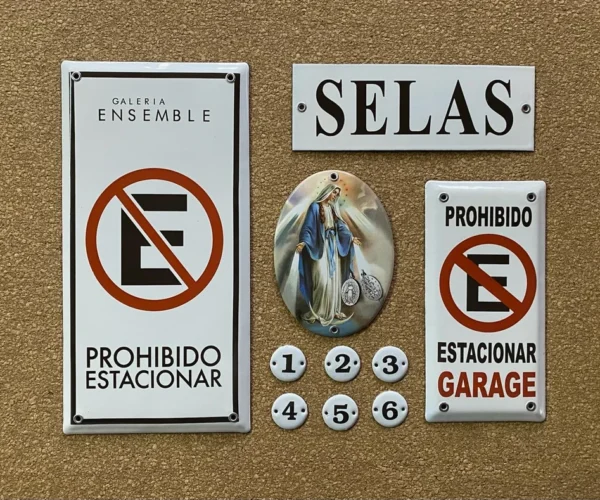 GALERIA
ENSEMBLE
E
PROHIBIDO
ESTACIONAR
SELAS
PROHIBIDO
E
ESTACIONAR
GARAGE
1 2 3
4 5 6